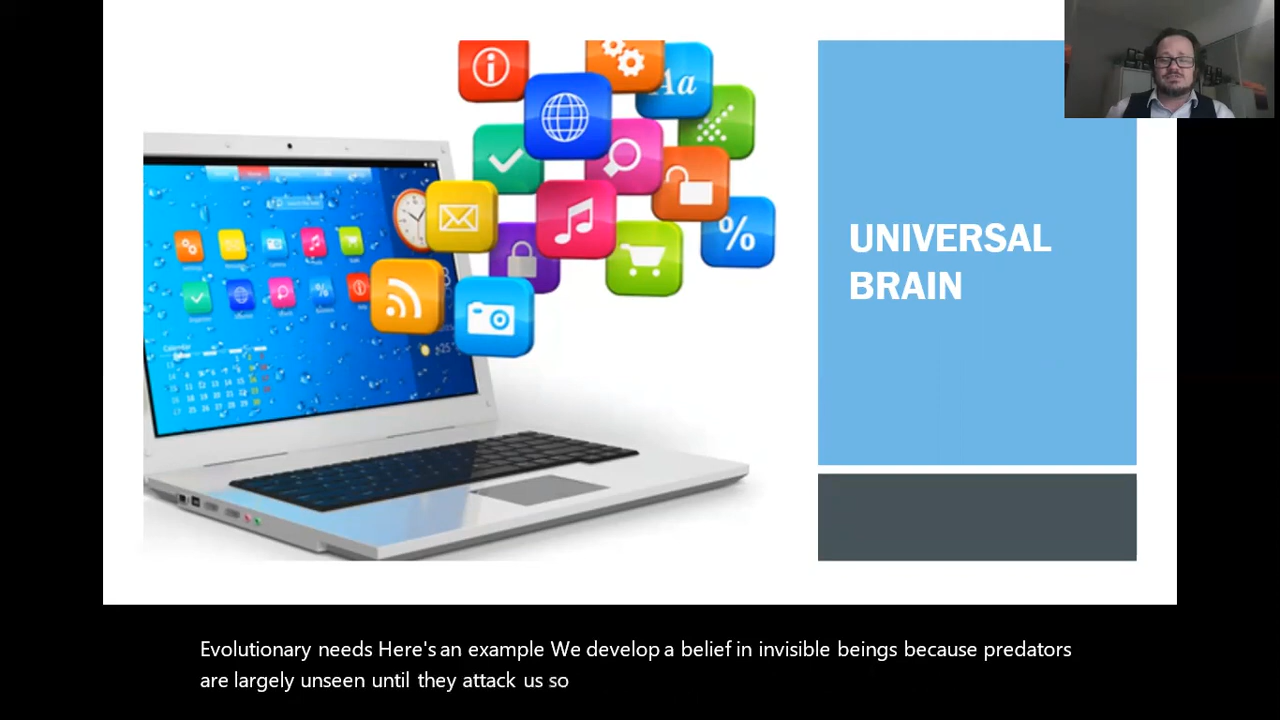 Aa
%
UNIVERSAL
BRAIN
Evolutionary needs Here's an example We develop a belief in invisible beings because predators
are largely unseen until they attack us so